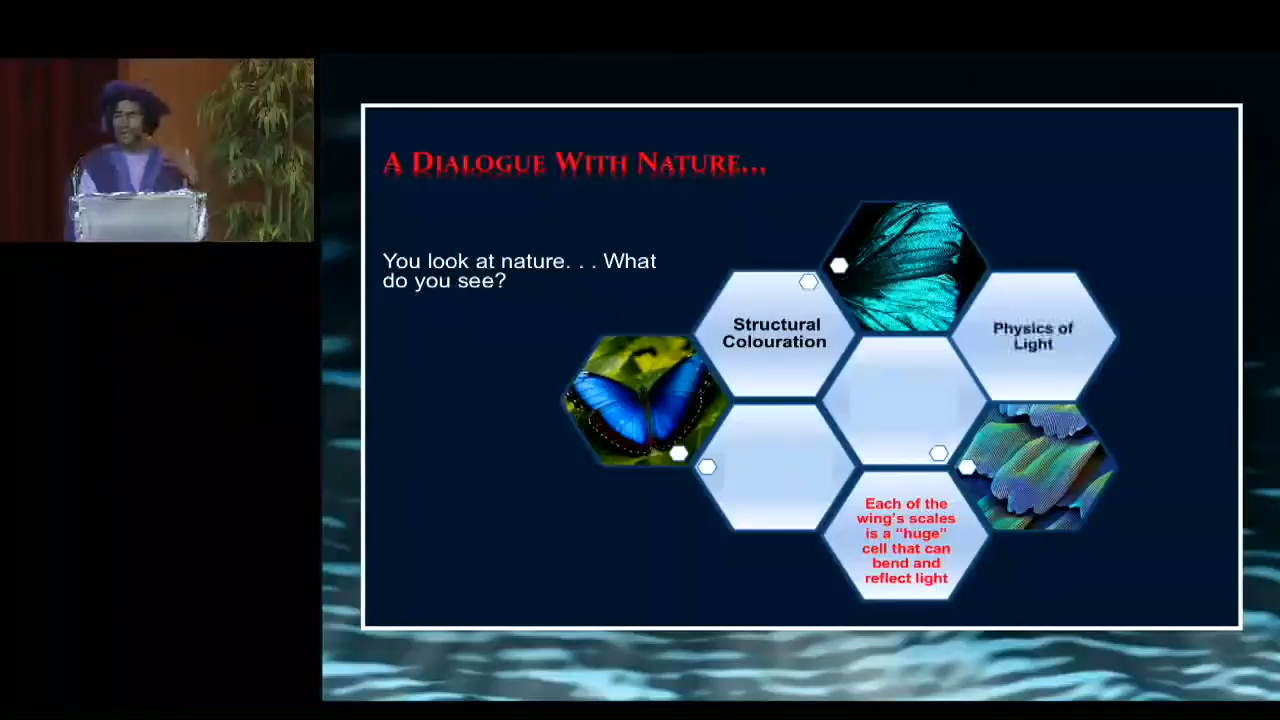 A DIALOGUE WITH NATURE...
You look at nature. . . What
do you see?
Structural
Colouration
Physics of
Light
Each of the
wing's scales
is a “huge”
cell that can
bend and
reflect light